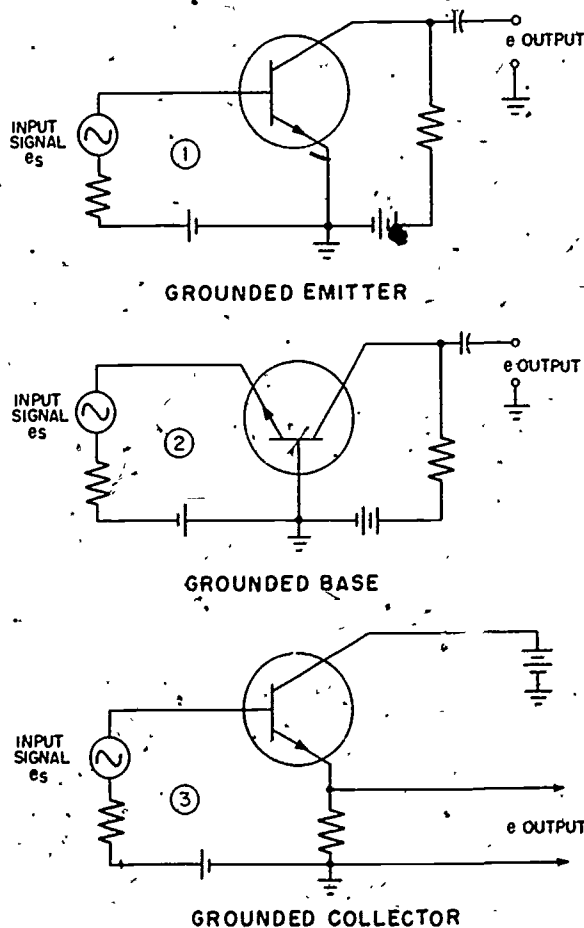 e OUTPUT
INPUT
SIGNAL
es
1
GROUNDED EMITTER
e OUTPUT
INPUT
SIGNAL
es
2
GROUNDED BASE
INPUT
SIGNAL
es
3
e OUTPUT
GROUNDED COLLECTOR